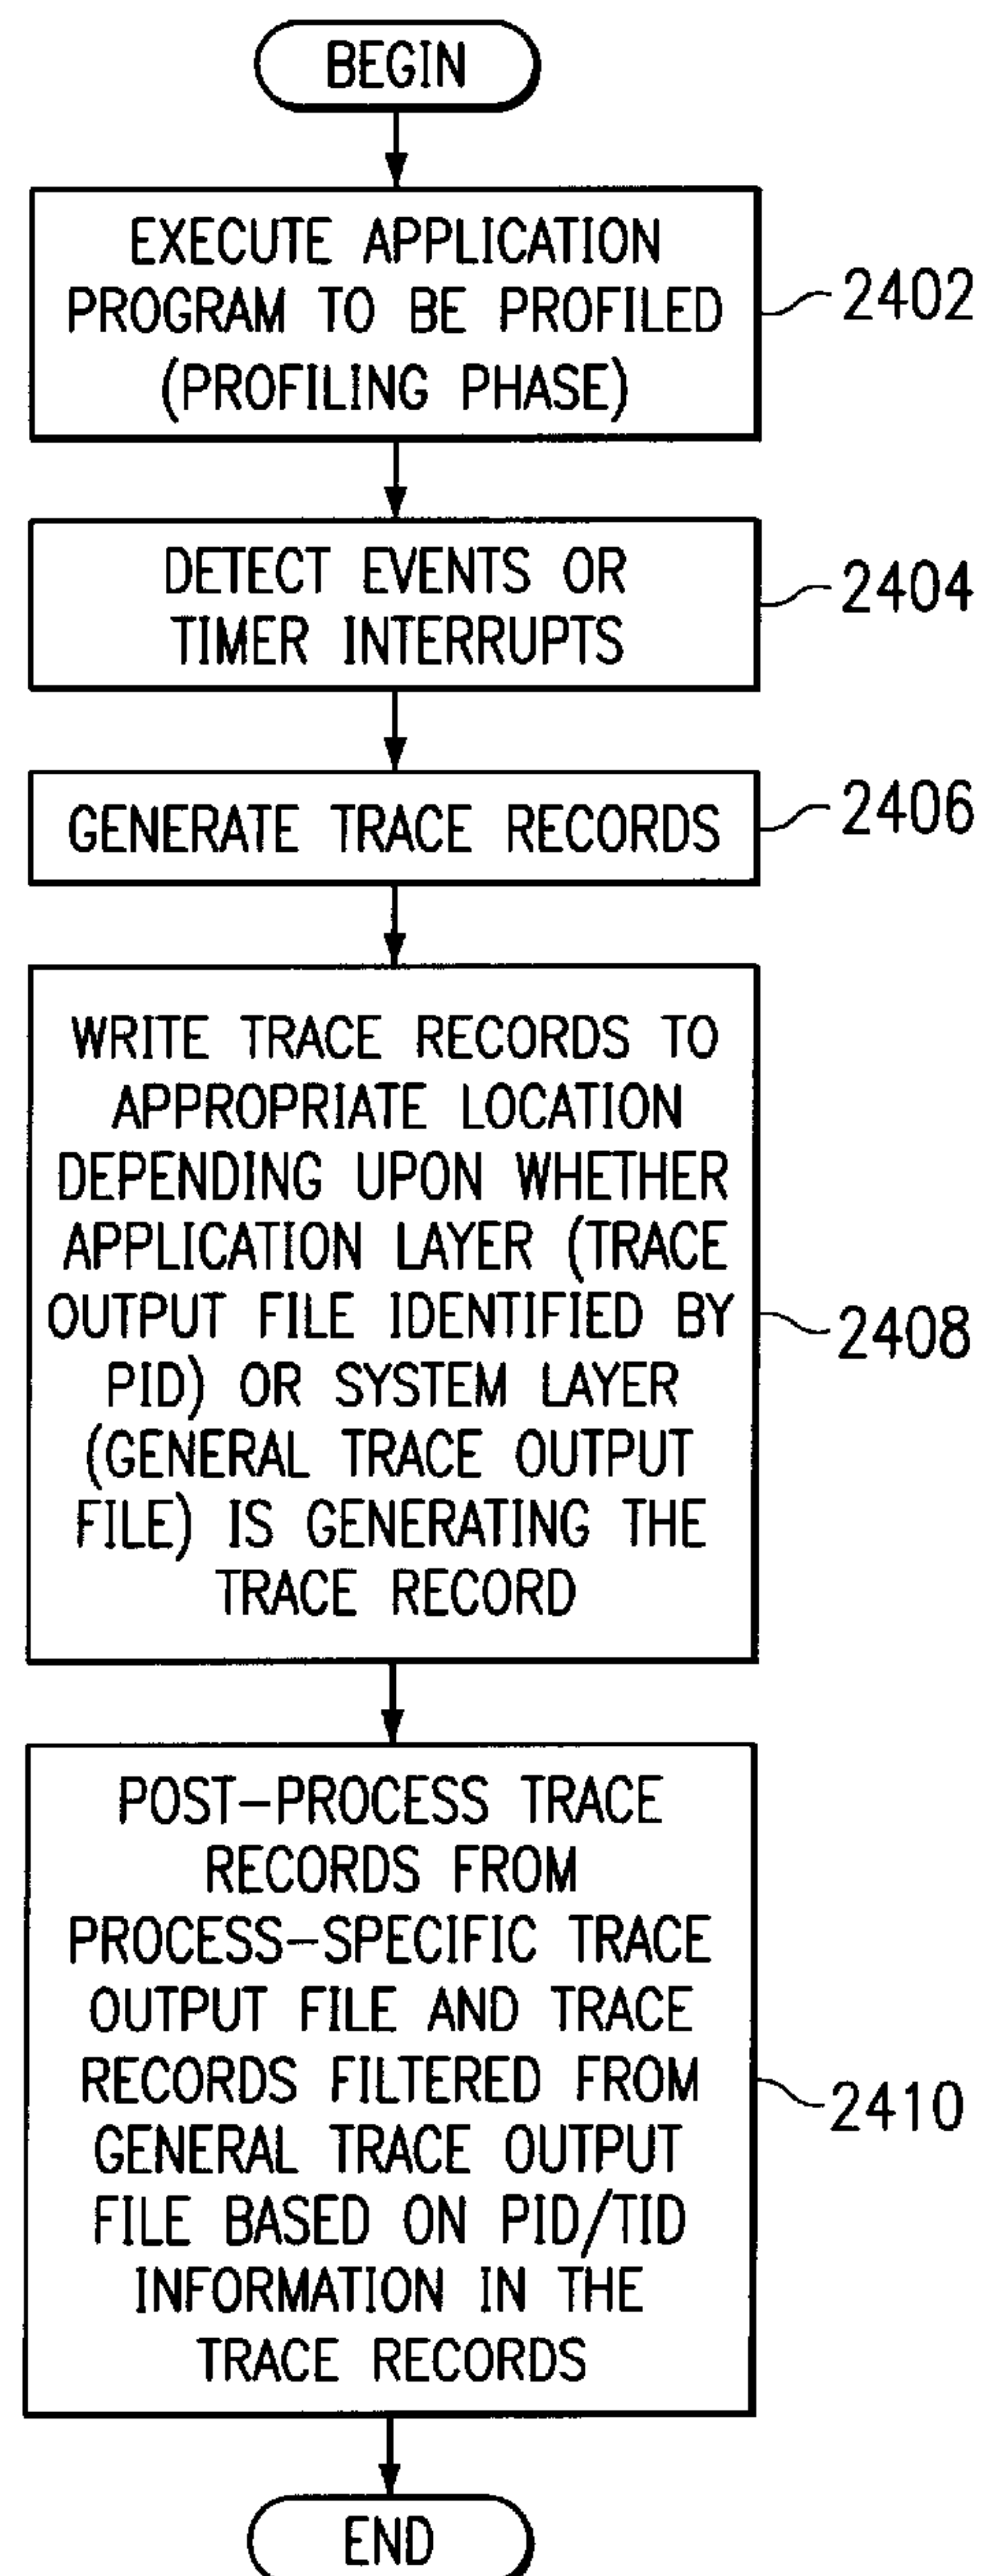 BEGIN
EXECUTE APPLICATION
PROGRAM TO BE PROFILED
(PROFILING PHASE)
2402
DETECT EVENTS OR
TIMER INTERRUPTS
2404
GENERATE TRACE RECORDS
2406
WRITE TRACE RECORDS TO
APPROPRIATE LOCATION
DEPENDING UPON WHETHER
APPLICATION LAYER (TRACE
OUTPUT FILE IDENTIFIED BY
PID) OR SYSTEM LAYER
(GENERAL TRACE OUTPUT
FILE) IS GENERATING THE
TRACE RECORD
2408
POST-PROCESS TRACE
RECORDS FROM
PROCESS-SPECIFIC TRACE
OUTPUT FILE AND TRACE
RECORDS FILTERED FROM
GENERAL TRACE OUTPUT
FILE BASED ON PID/TID
INFORMATION IN THE
TRACE RECORDS
2410
END